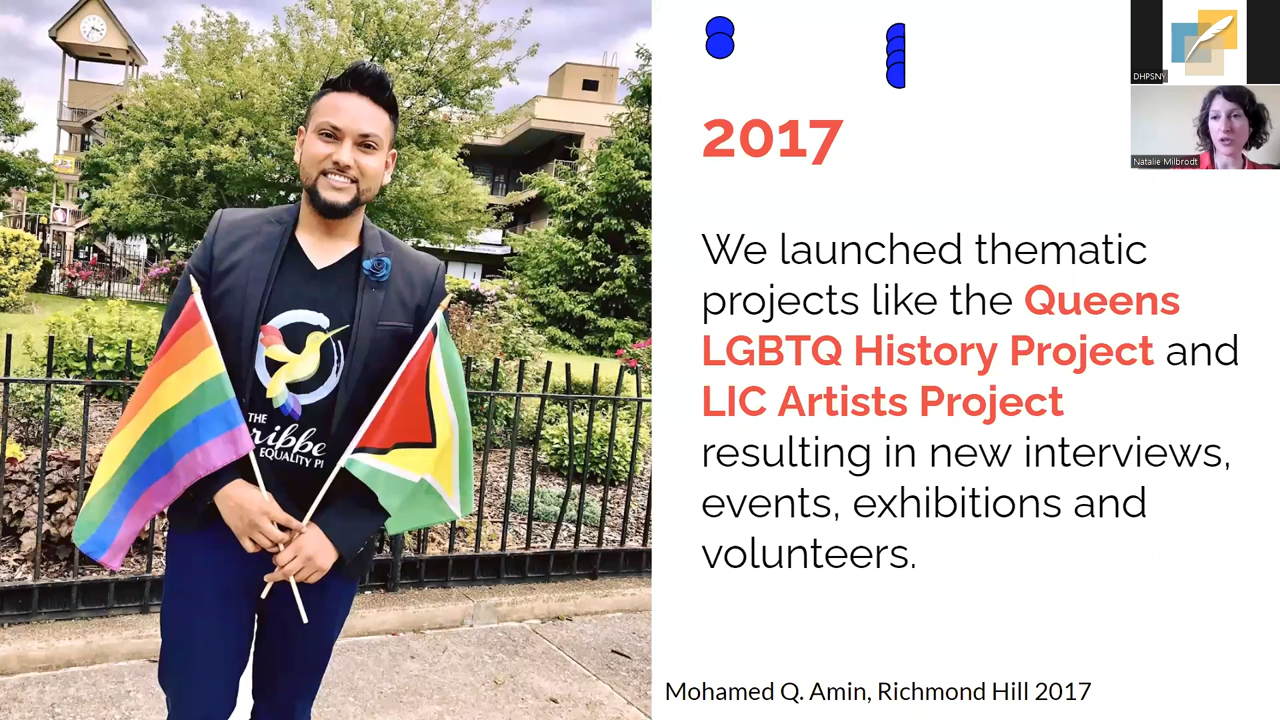 2017
We launched thematic
projects like the Queens
LGBTQ History Project and
LIC Artists Project
resulting in new interviews,
events, exhibitions and
volunteers.
Mohamed Q. Amin, Richmond Hill 2017
THE
EQUALITY
DHPSNY
Natalie Milbrodt